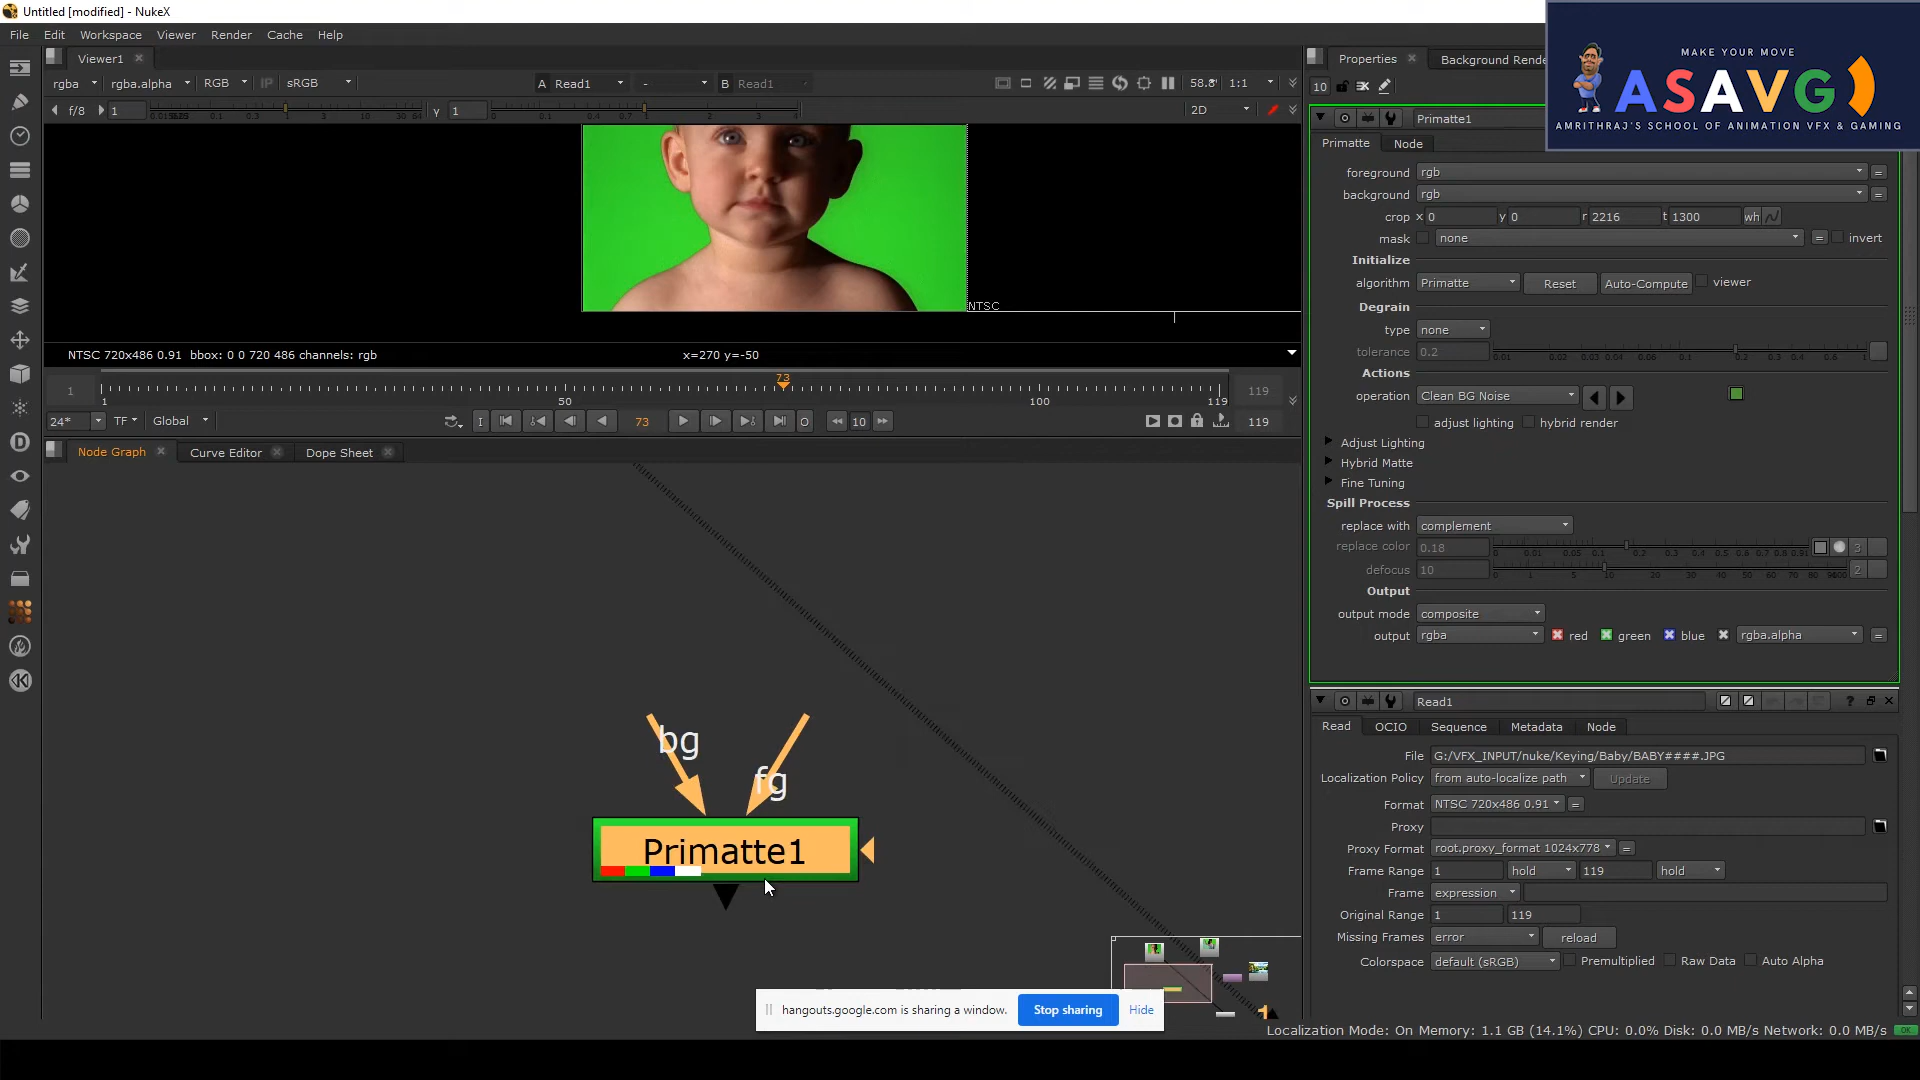 Untitled [modified] - NukeX
File Edit Workspace Viewer Render Cache Help
MAKE YOUR MOVE
ASAVG
AMRITHRAJ'S SCHOOL OF ANIMATION VFX & GAMING
Viewer1
Properties Background Rende
rgba rgba.alpha RGB IP sRGB A Read1 - B Read1 58.8 1:1
10
f/8 1 Y 1 2D
Primatte1
Primatte Node
foreground rgb
background rgb
crop x 0 y 0 r 2216 t 1300 wh
mask none = invert
Initialize
algorithm Primatte Reset Auto-Compute viewer
Degrain
type none
tolerance 0.2
Actions
operation Clean BG Noise
adjust lighting hybrid render
Adjust Lighting
Hybrid Matte
Fine Tuning
Spill Process
replace with complement
replace color 0.18 3
defocus 10 2
Output
output mode composite
output rgba red green blue rgba.alpha =
NTSC
NTSC 720x486 0.91 bbox: 0 0 720 486 channels: rgb x=270 y=-50
1 73 119
1 50 100 119
24* TF Global I 73 O 10 119
Node Graph Curve Editor Dope Sheet
bg
fg
Primatte1
Read1
Read OCIO Sequence Metadata Node
File G:/VFX_INPUT/nuke/Keying/Baby/BABY####.JPG
Localization Policy from auto-localize path Update
Format NTSC 720x486 0.91 =
Proxy
Proxy Format root.proxy_format 1024x778 =
Frame Range 1 hold 119 hold
Frame expression
Original Range 1 119
Missing Frames error reload
Colorspace default (sRGB) Premultiplied Raw Data Auto Alpha
hangouts.google.com is sharing a window. Stop sharing Hide
Localization Mode: On Memory: 1.1 GB (14.1%) CPU: 0.0% Disk: 0.0 MB/s Network: 0.0 MB/s